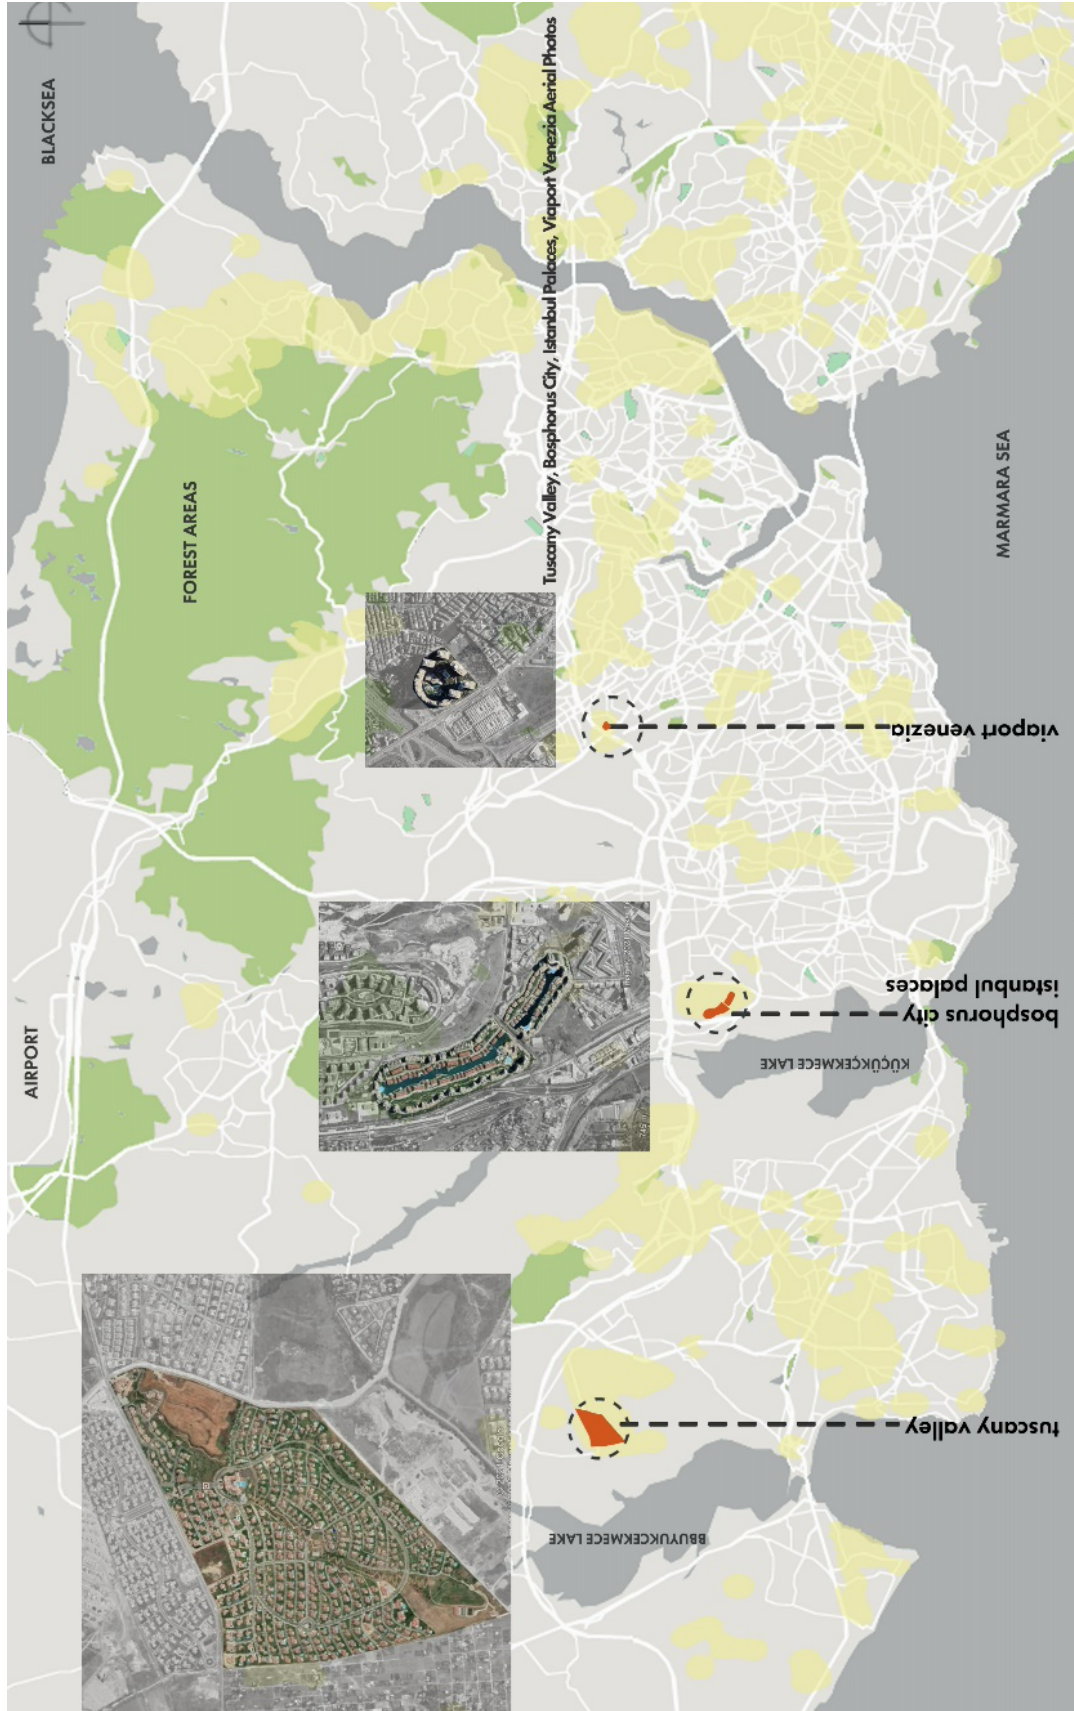 BLACKSEA
Tuscany Valley, Bosphorus City, Istanbul Palaces, Viaport Venezia Aerial Photos
FOREST AREAS
MARMARA SEA
viaport venezia
istanbul palaces
bosphorus city
KÜÇÜKÇEKMECE LAKE
AIRPORT
tuscany valley
BBUYUKCEKMECE LAKE